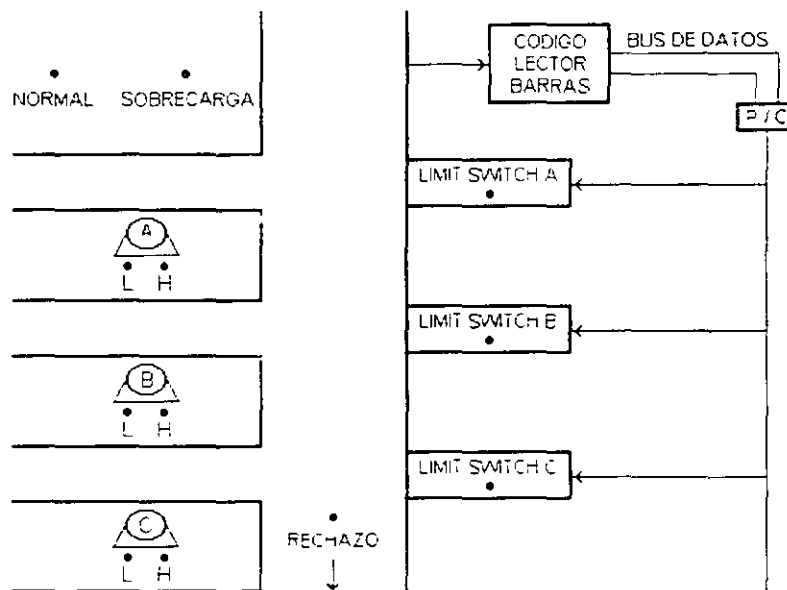 CODIGO
LECTOR
BARRAS
BUS DE DATOS
P / C
NORMAL SOBRECARGA
LIMIT SWITCH A
A
L H
LIMIT SWITCH B
B
L H
LIMIT SWITCH C
C
L H
RECHAZO